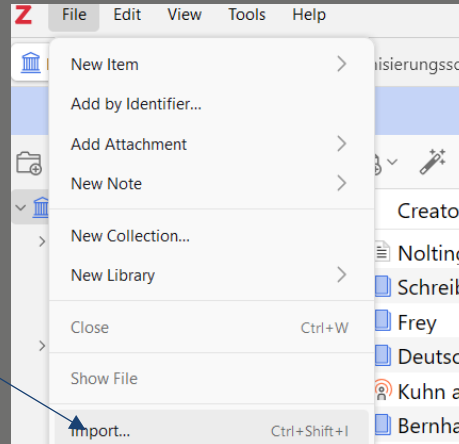 Z File Edit View Tools Help
New Item
isierungssc
Add by Identifier...
Add Attachment
New Note
Creato
New Collection...
Nolting
New Library
Schreib
Close Ctrl+W
Frey
Deutsc
Show File
Kuhn a
Import... Ctrl+Shift+I
Bernha